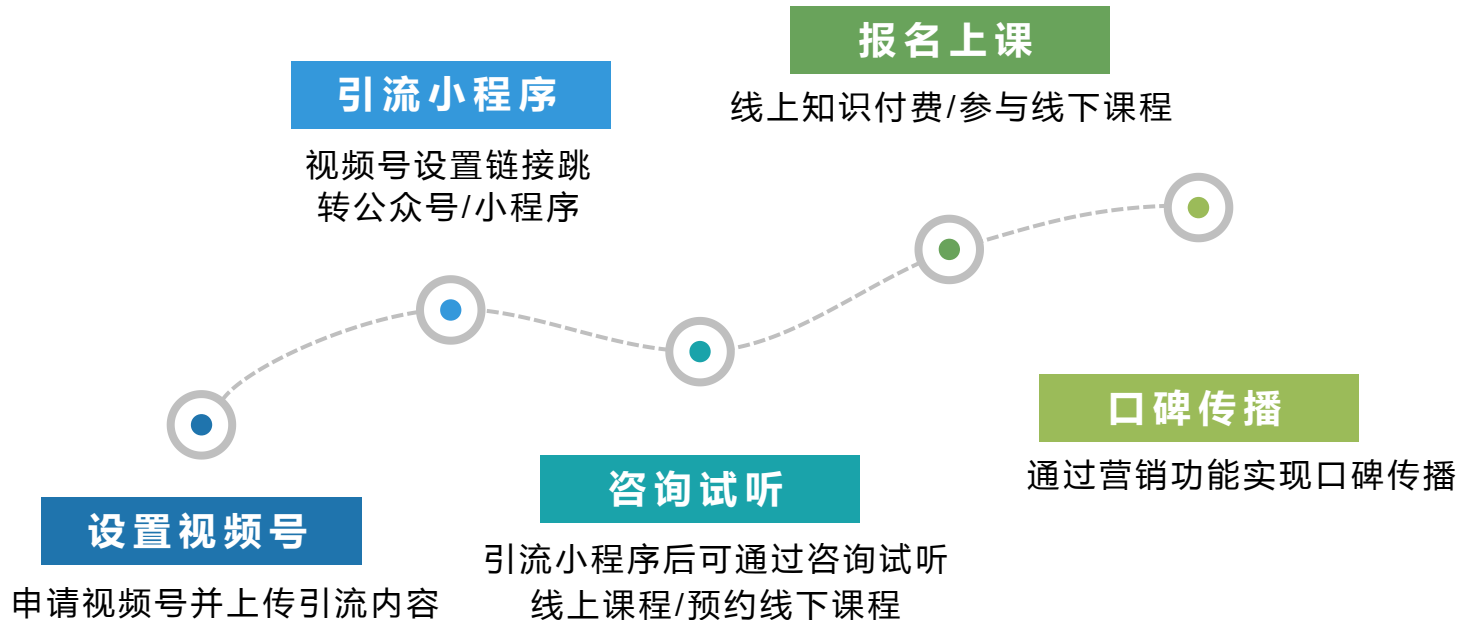 设置视频号
申请视频号并上传引流内容
引流小程序
视频号设置链接跳
转公众号/小程序
咨询试听
引流小程序后可通过咨询试听
线上课程/预约线下课程
报名上课
线上知识付费/参与线下课程
口碑传播
通过营销功能实现口碑传播